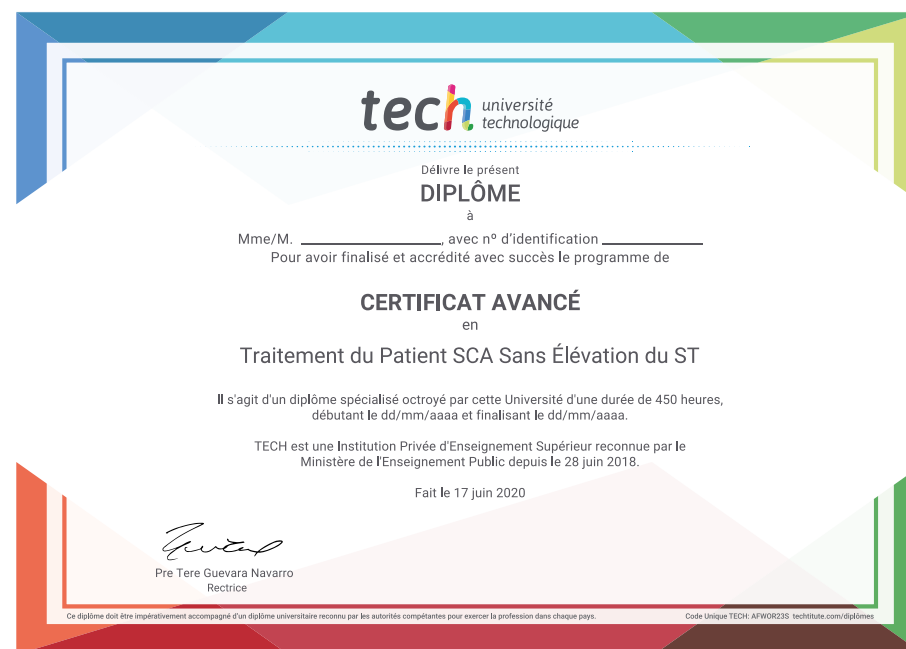 tech université
technologique
Délivre le présent
DIPLÔME
à
Mme/M. ____________________, avec nº d'identification ______________
Pour avoir finalisé et accrédité avec succès le programme de
CERTIFICAT AVANCÉ
en
Traitement du Patient SCA Sans Élévation du ST
Il s'agit d'un diplôme spécialisé octroyé par cette Université d'une durée de 450 heures,
débutant le dd/mm/aaaa et finalisant le dd/mm/aaaa.
TECH est une Institution Privée d'Enseignement Supérieur reconnue par le
Ministère de l'Enseignement Public depuis le 28 juin 2018.
Fait le 17 juin 2020
Pre Tere Guevara Navarro
Rectrice
Ce diplôme doit être impérativement accompagné d'un diplôme universitaire reconnu par les autorités compétantes pour exercer la profession dans chaque pays.
Code Unique TECH: AFWOR23S techtitute.com/diplômes